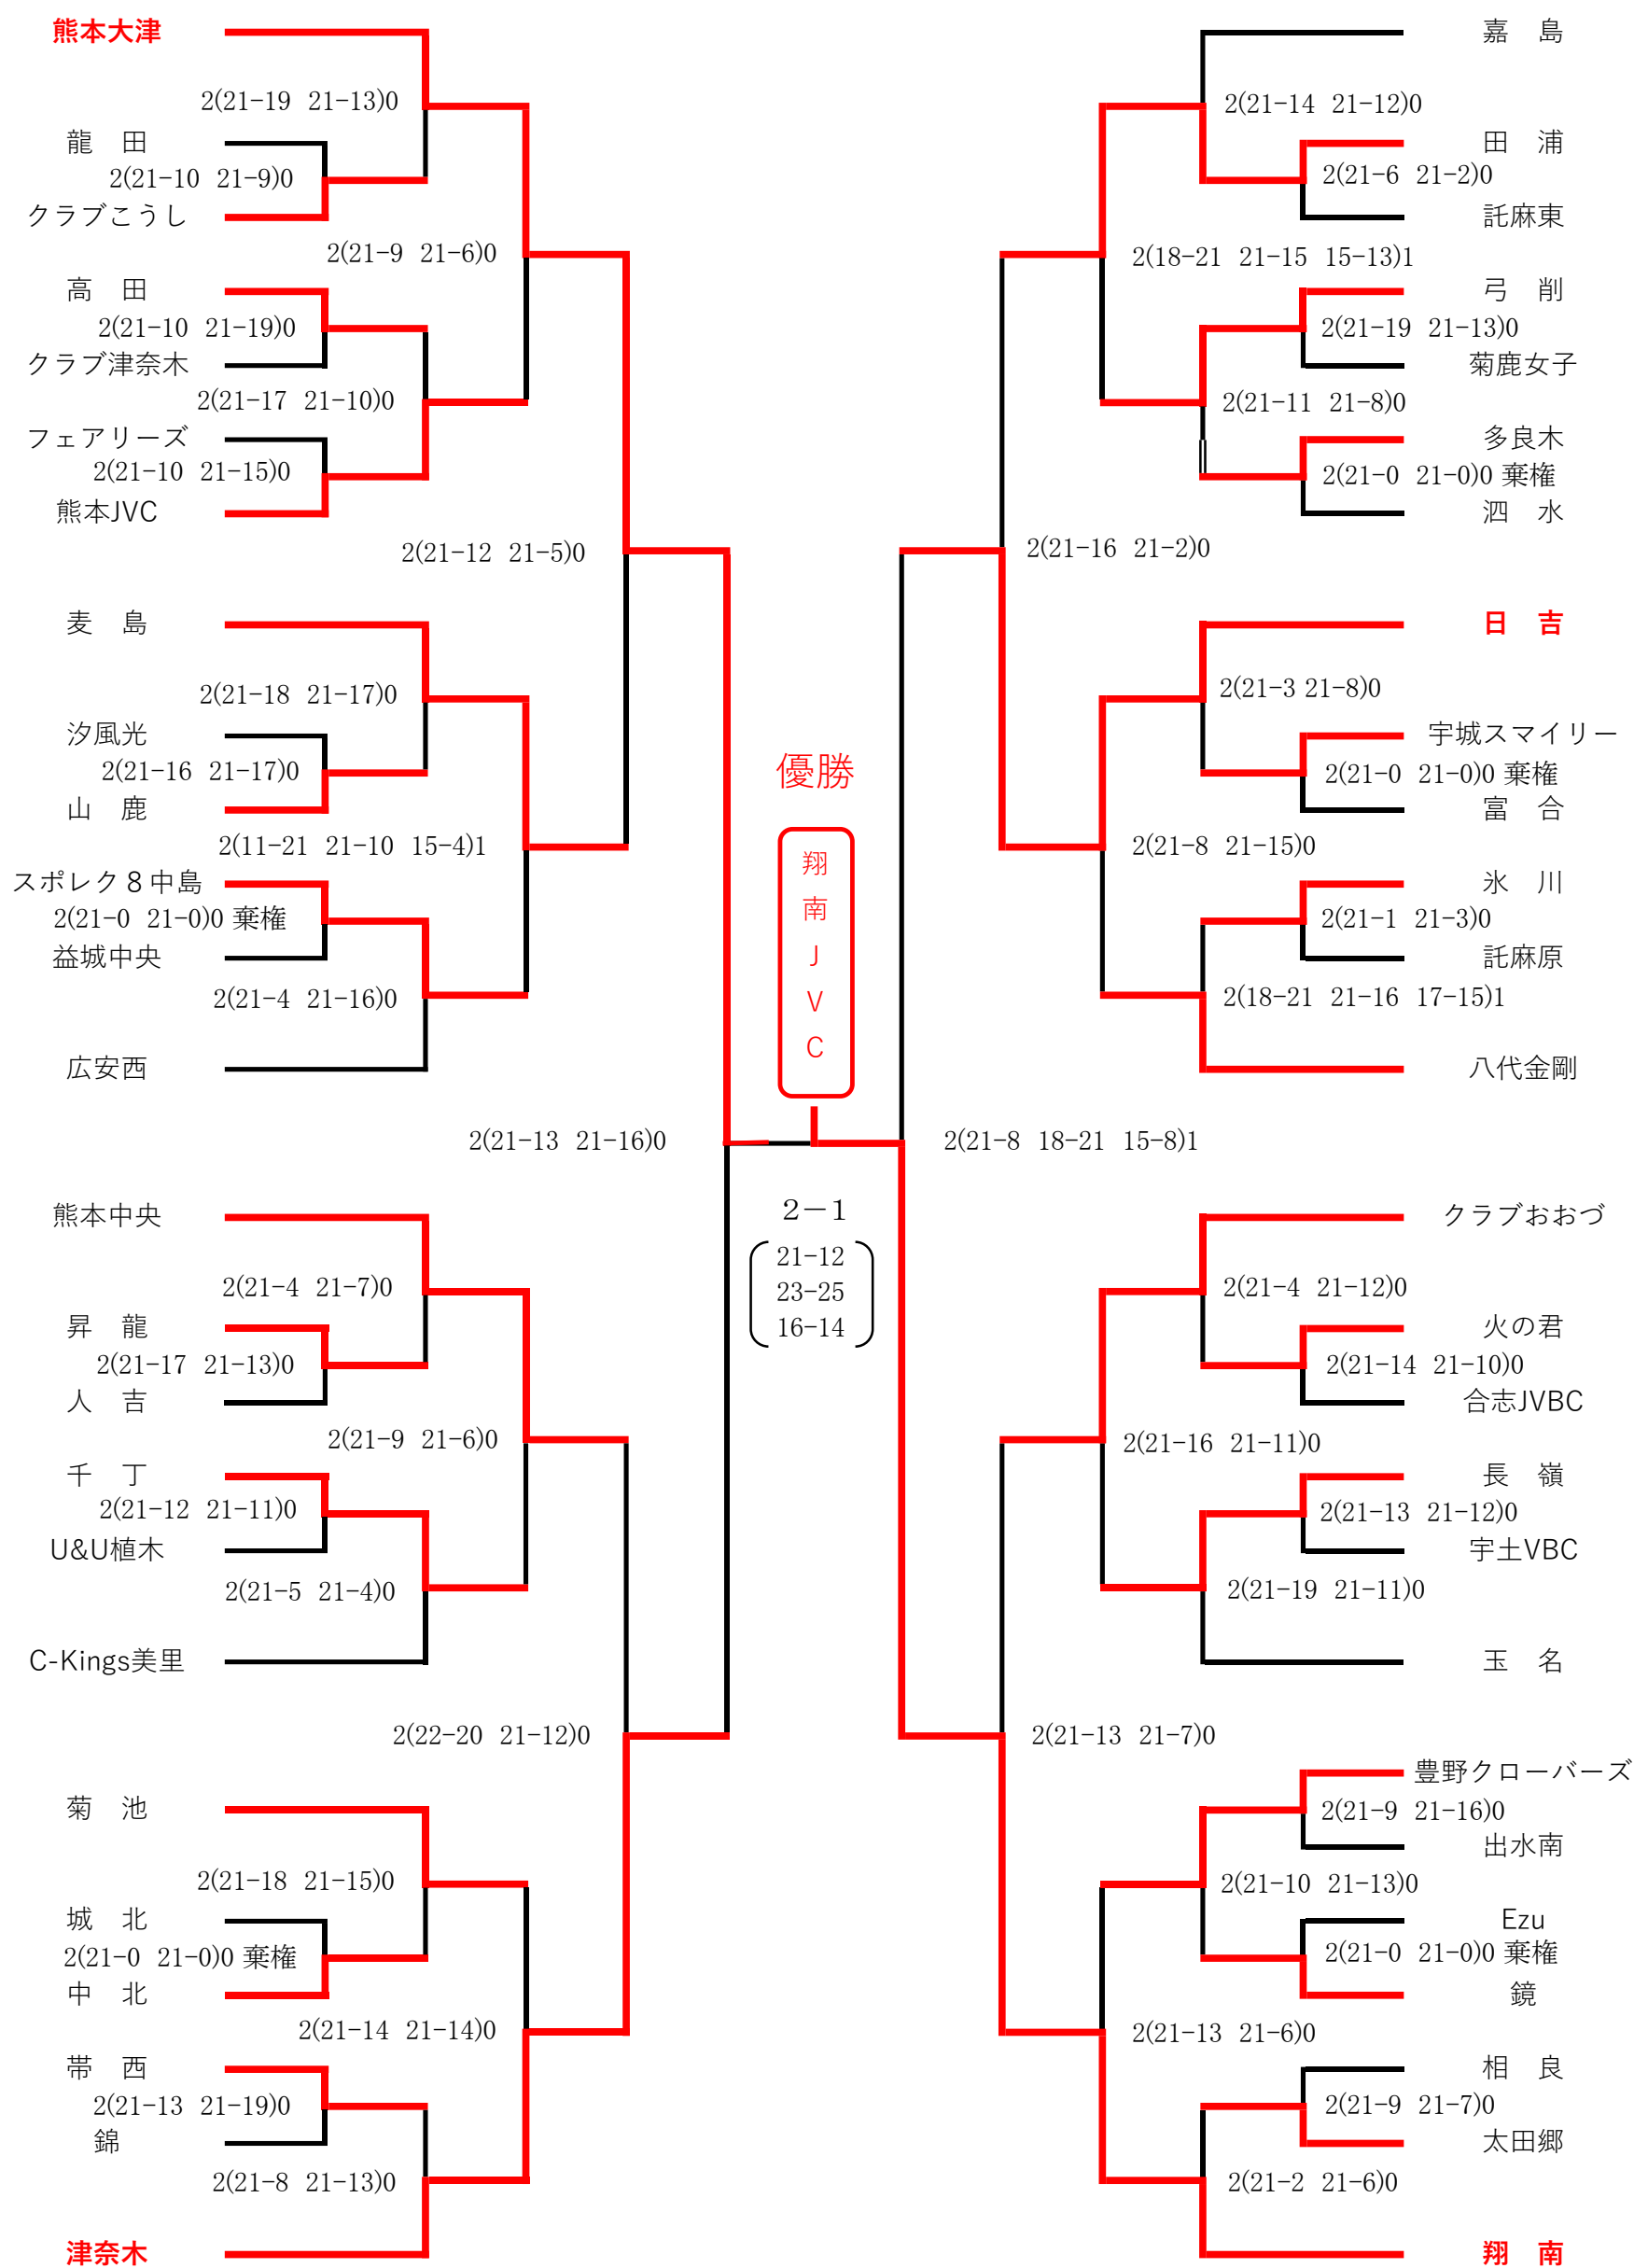 熊本大津
2(21-19 21-13)0
龍　田
2(21-10 21-9)0
クラブこうし
2(21-9 21-6)0
高　田
2(21-10 21-19)0
クラブ津奈木
2(21-17 21-10)0
フェアリーズ
2(21-10 21-15)0
熊本JVC
2(21-12 21-5)0
麦　島
2(21-18 21-17)0
汐風光
2(21-16 21-17)0
山　鹿
2(11-21 21-10 15-4)1
スポレク８中島
2(21-0 21-0)0 棄権
益城中央
2(21-4 21-16)0
広安西
2(21-13 21-16)0
熊本中央
2(21-4 21-7)0
昇　龍
2(21-17 21-13)0
人　吉
2(21-9 21-6)0
千　丁
2(21-12 21-11)0
U&U植木
2(21-5 21-4)0
C-Kings美里
2(22-20 21-12)0
菊　池
2(21-18 21-15)0
城　北
2(21-0 21-0)0 棄権
中　北
2(21-14 21-14)0
帯　西
2(21-13 21-19)0
錦
2(21-8 21-13)0
津奈木
優勝
翔
南
J
V
C
2－1
21-12
23-25
16-14
嘉　島
2(21-14 21-12)0
田　浦
2(21-6 21-2)0
託麻東
2(18-21 21-15 15-13)1
弓　削
2(21-19 21-13)0
菊鹿女子
2(21-11 21-8)0
多良木
2(21-0 21-0)0 棄権
泗　水
2(21-16 21-2)0
日　吉
2(21-3 21-8)0
宇城スマイリー
2(21-0 21-0)0 棄権
富　合
2(21-8 21-15)0
氷　川
2(21-1 21-3)0
託麻原
2(18-21 21-16 17-15)1
八代金剛
2(21-8 18-21 15-8)1
クラブおおづ
2(21-4 21-12)0
火の君
2(21-14 21-10)0
合志JVBC
2(21-16 21-11)0
長　嶺
2(21-13 21-12)0
宇土VBC
2(21-19 21-11)0
玉　名
2(21-13 21-7)0
豊野クローバーズ
2(21-9 21-16)0
出水南
2(21-10 21-13)0
Ezu
2(21-0 21-0)0 棄権
鏡
2(21-13 21-6)0
相　良
2(21-9 21-7)0
太田郷
2(21-2 21-6)0
翔　南